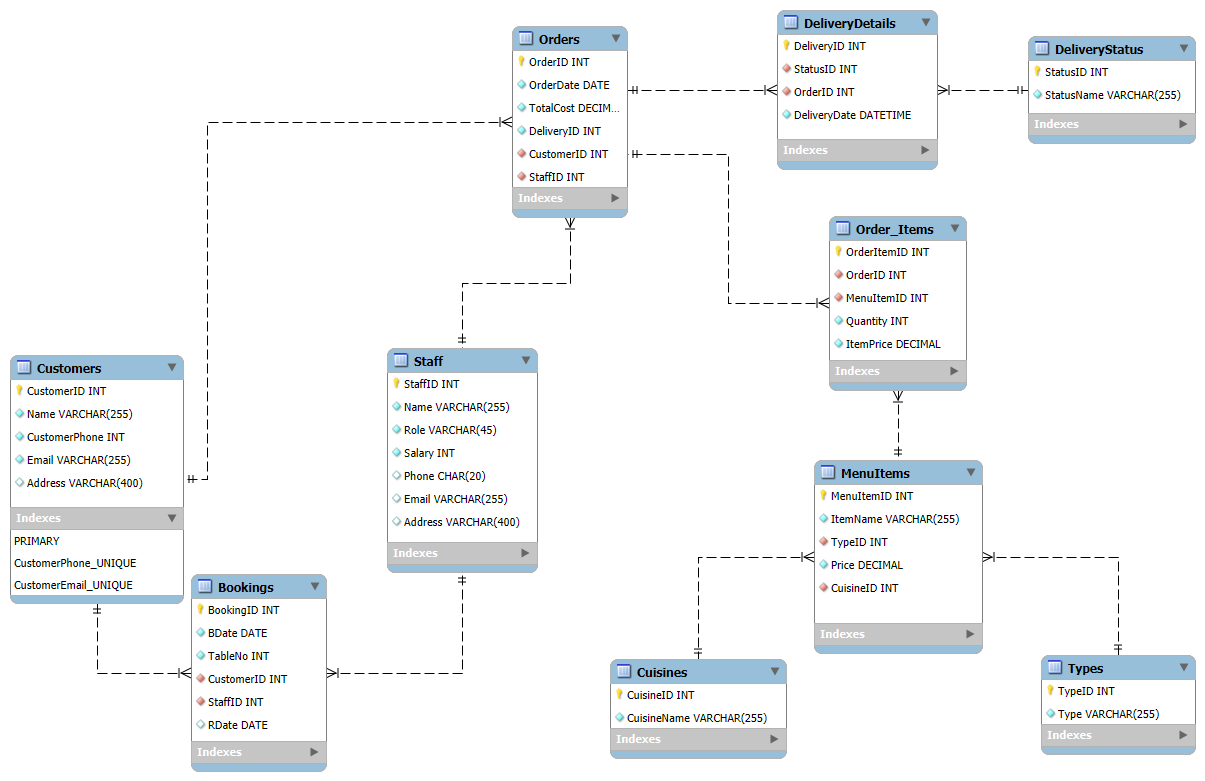 Orders
OrderID INT
OrderDate DATE
TotalCost DECIM...
DeliveryID INT
CustomerID INT
StaffID INT
Indexes
DeliveryDetails
DeliveryID INT
StatusID INT
OrderID INT
DeliveryDate DATETIME
Indexes
DeliveryStatus
StatusID INT
StatusName VARCHAR(255)
Indexes
Order_Items
OrderItemID INT
OrderID INT
MenuItemID INT
Quantity INT
ItemPrice DECIMAL
Indexes
Customers
CustomerID INT
Name VARCHAR(255)
CustomerPhone INT
Email VARCHAR(255)
Address VARCHAR(400)
Indexes
PRIMARY
CustomerPhone_UNIQUE
CustomerEmail_UNIQUE
Staff
StaffID INT
Name VARCHAR(255)
Role VARCHAR(45)
Salary INT
Phone CHAR(20)
Email VARCHAR(255)
Address VARCHAR(400)
Indexes
MenuItems
MenuItemID INT
ItemName VARCHAR(255)
TypeID INT
Price DECIMAL
CuisineID INT
Indexes
Bookings
BookingID INT
BDate DATE
TableNo INT
CustomerID INT
StaffID INT
RDate DATE
Indexes
Cuisines
CuisineID INT
CuisineName VARCHAR(255)
Indexes
Types
TypeID INT
Type VARCHAR(255)
Indexes